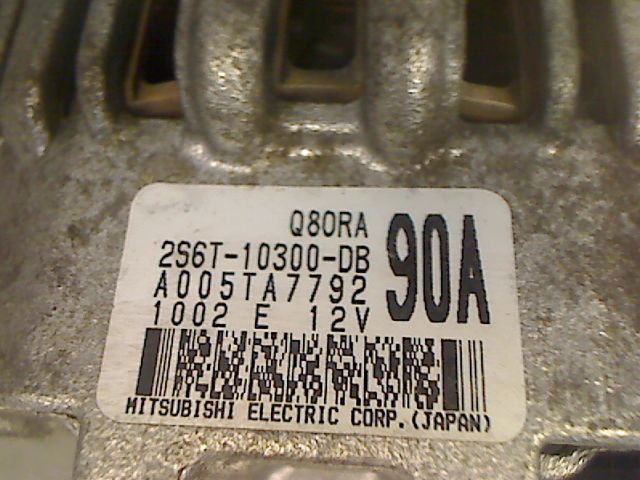 Q80RA
2S6T-10300-DB
90A
A005TA7792
1002 E 12V
MITSUBISHI ELECTRIC CORP.(JAPAN)